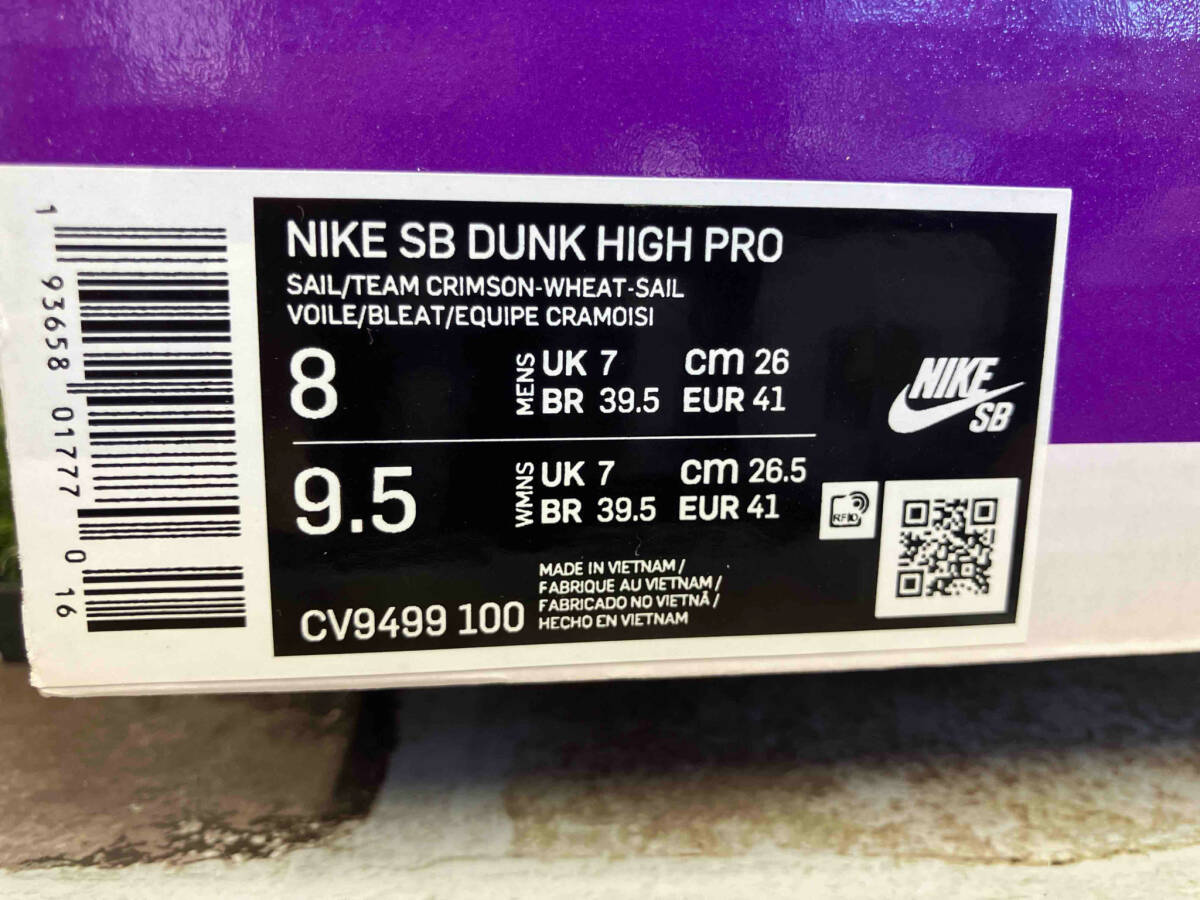 NIKE SB DUNK HIGH PRO
SAIL/TEAM CRIMSON-WHEAT-SAIL
VOILE/BLEAT/EQUIPE CRAMOISI
8 MENS UK 7 cm 26
BR 39.5 EUR 41
9.5 WMNS UK 7 cm 26.5
BR 39.5 EUR 41
CV9499 100
MADE IN VIETNAM /
FABRIQUE AU VIETNAM /
FABRICADO NO VIETNÃ /
HECHO EN VIETNAM
NIKE
SB
RFID
1 93658 01777 0 16